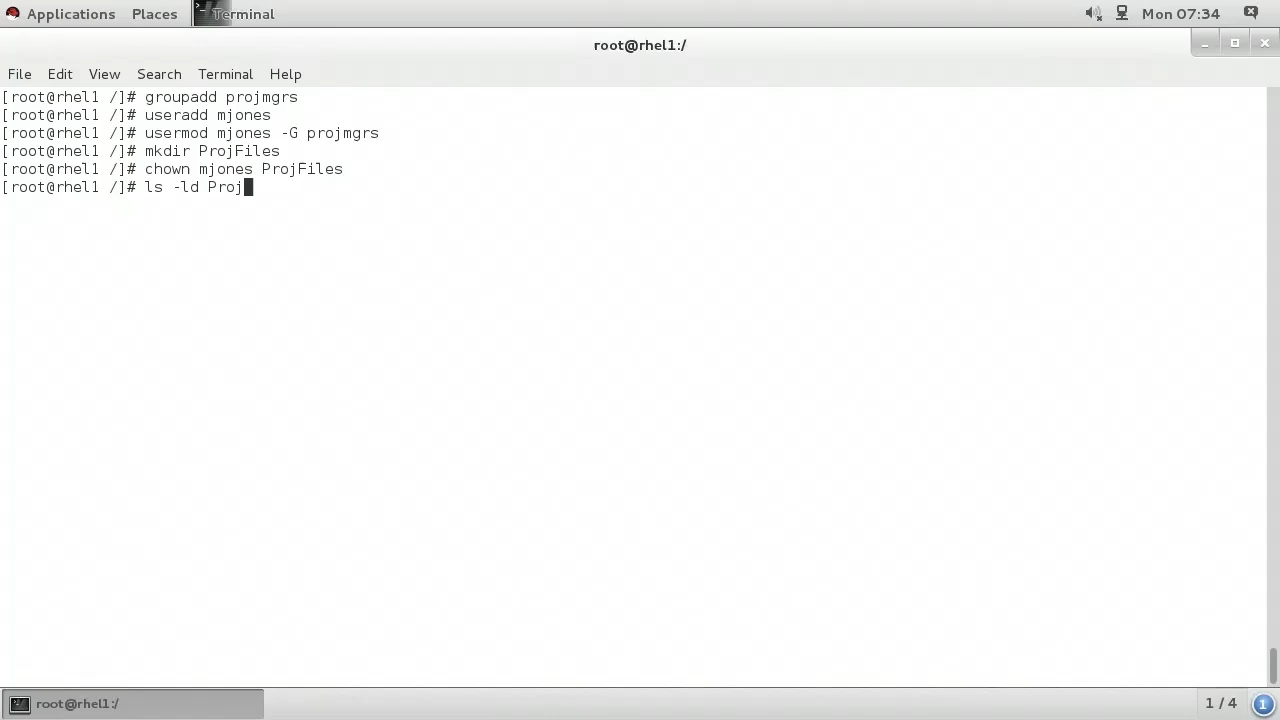 Applications Places Terminal Mon 07:34
root@rhel1:/
File Edit View Search Terminal Help
[root@rhel1 /]# groupadd projmgrs
[root@rhel1 /]# useradd mjones
[root@rhel1 /]# usermod mjones -G projmgrs
[root@rhel1 /]# mkdir ProjFiles
[root@rhel1 /]# chown mjones ProjFiles
[root@rhel1 /]# ls -ld Proj
root@rhel1:/ 1 / 4 1